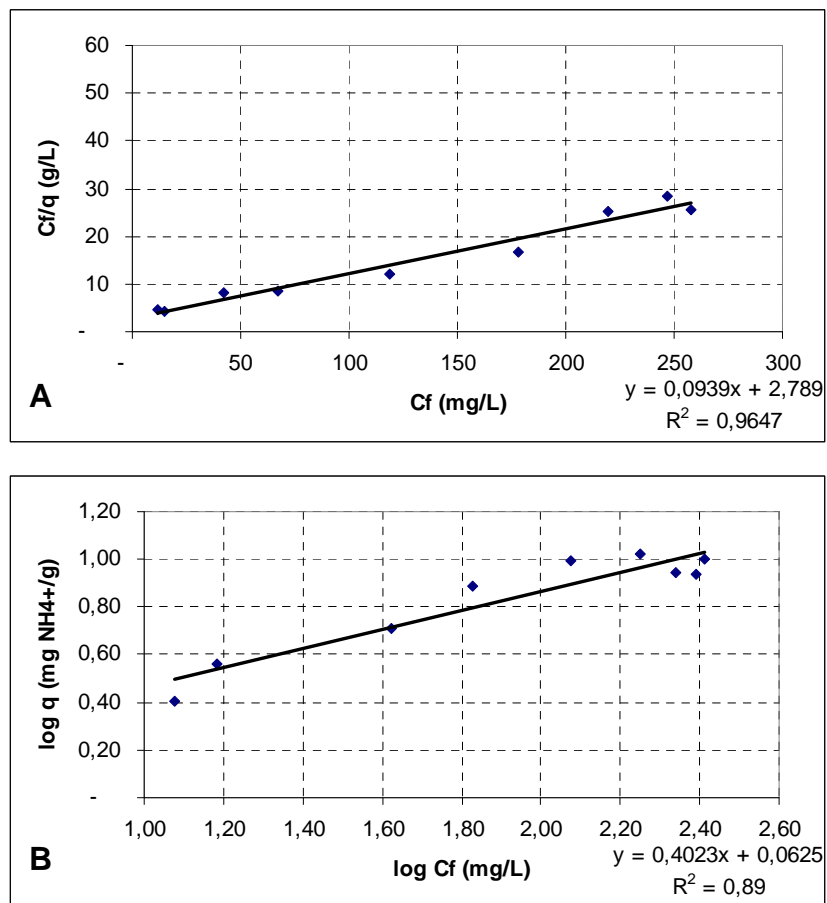 60
50
40
30
20
10
-
Cf/q (g/L)
- 50 100 150 200 250 300
A
Cf (mg/L)
y = 0,0939x + 2,789
R² = 0,9647
1,20
1,00
0,80
0,60
0,40
0,20
-
log q (mg NH4+/g)
1,00 1,20 1,40 1,60 1,80 2,00 2,20 2,40 2,60
B
log Cf (mg/L)
y = 0,4023x + 0,0625
R² = 0,89